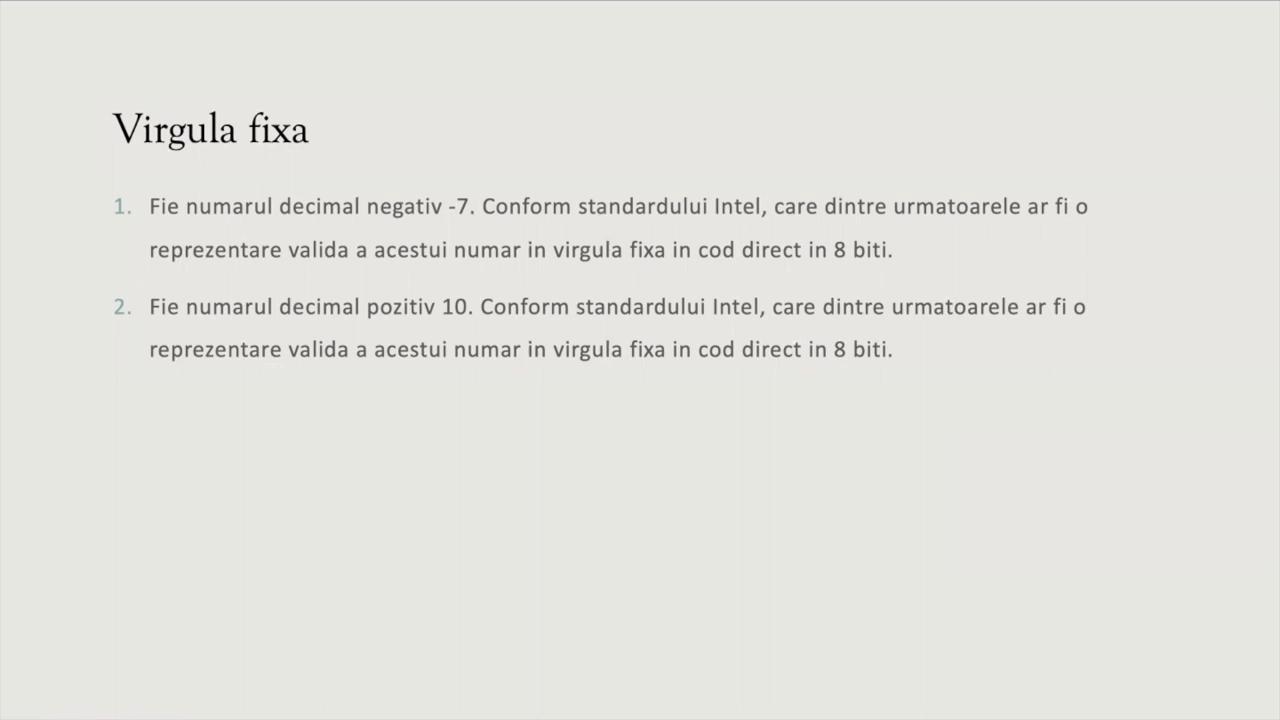 Virgula fixa
1. Fie numarul decimal negativ -7. Conform standardului Intel, care dintre urmatoarele ar fi o
reprezentare valida a acestui numar in virgula fixa in cod direct in 8 biti.
2. Fie numarul decimal pozitiv 10. Conform standardului Intel, care dintre urmatoarele ar fi o
reprezentare valida a acestui numar in virgula fixa in cod direct in 8 biti.